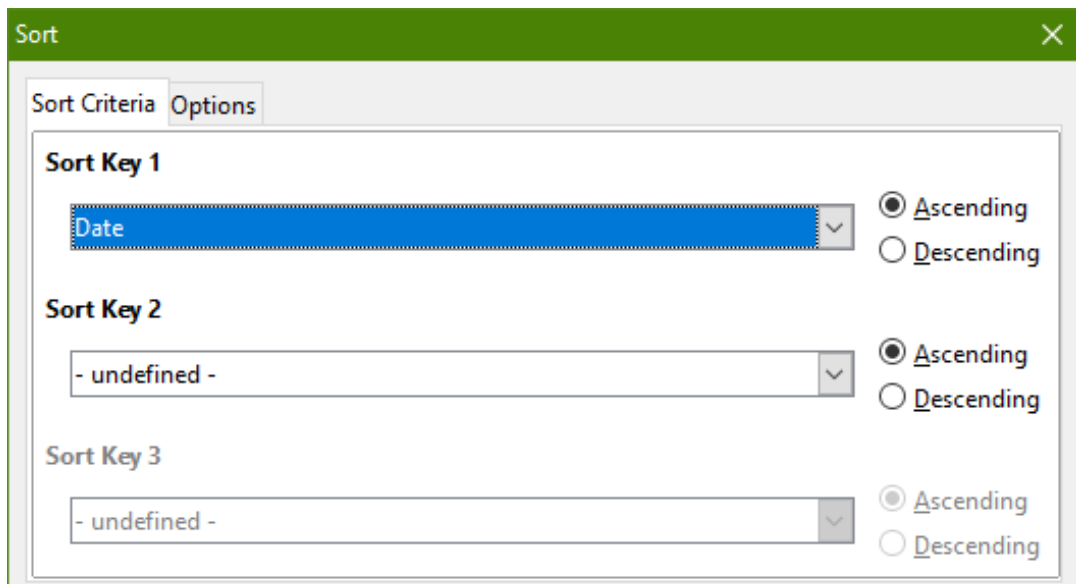 Sort
Sort Criteria Options
Sort Key 1
Date
Ascending
Descending
Sort Key 2
- undefined -
Ascending
Descending
Sort Key 3
- undefined -
Ascending
Descending